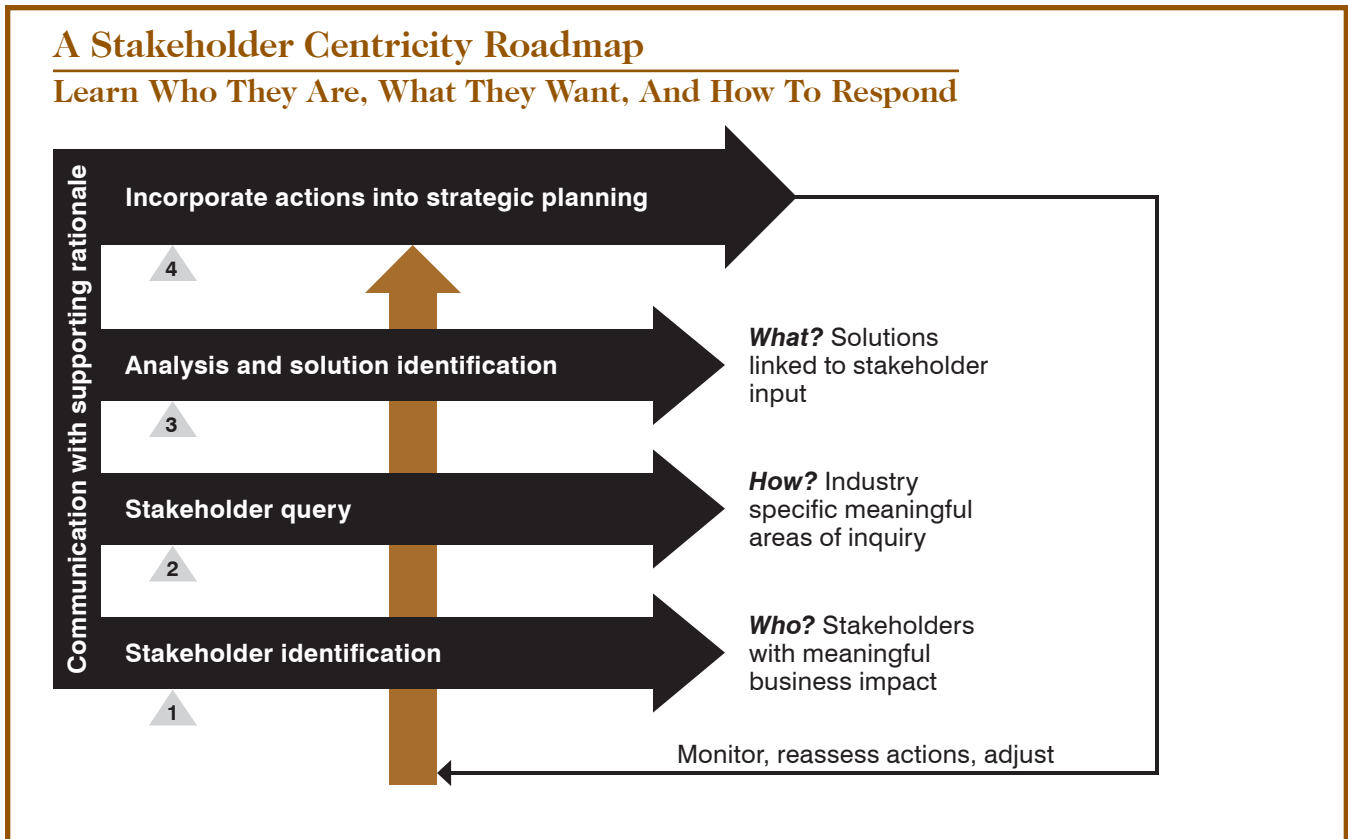 A Stakeholder Centricity Roadmap
Learn Who They Are, What They Want, And How To Respond
Communication with supporting rationale
Incorporate actions into strategic planning
4
Analysis and solution identification
What? Solutions
linked to stakeholder
input
3
Stakeholder query
How? Industry
specific meaningful
areas of inquiry
2
Stakeholder identification
Who? Stakeholders
with meaningful
business impact
1
Monitor, reassess actions, adjust